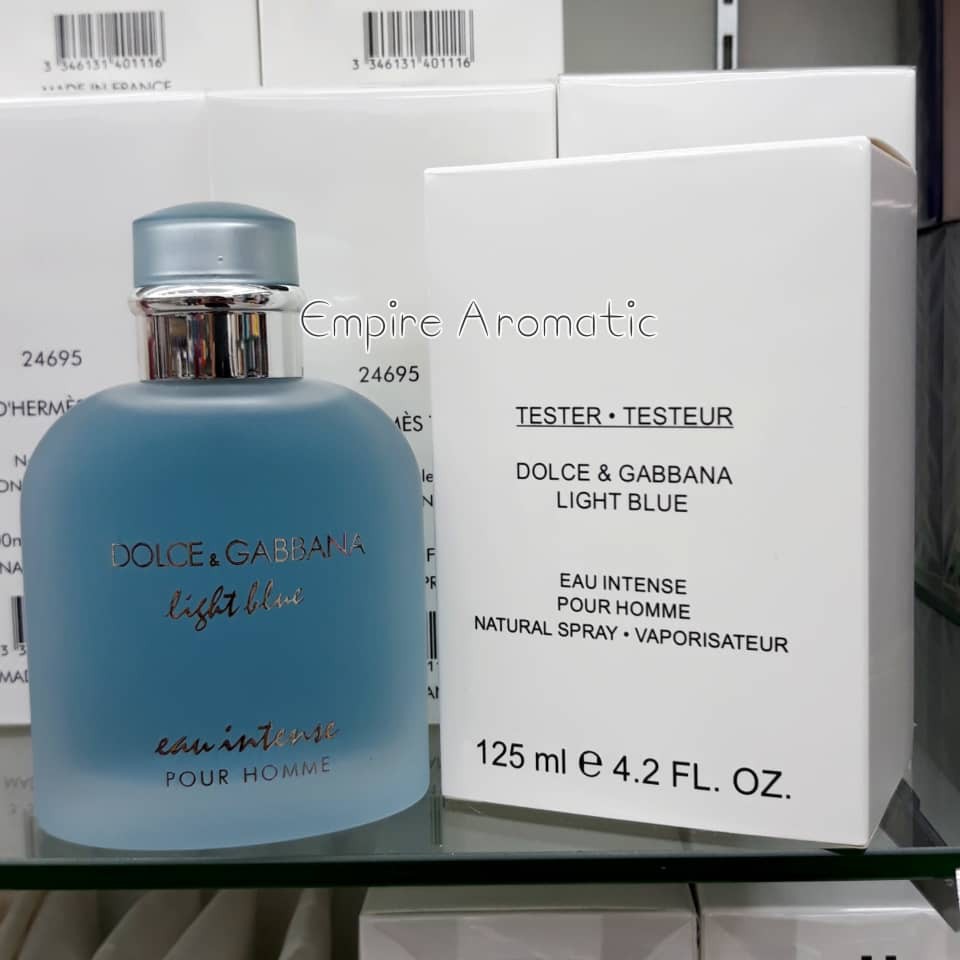 3 346131 401116
3 346131 401116
MADE IN FRANCE
Empire Aromatic
24695
24695
D'HERMÈS
TESTER • TESTEUR
DOLCE & GABBANA
LIGHT BLUE
EAU INTENSE
POUR HOMME
NATURAL SPRAY • VAPORISATEUR
125 ml e 4.2 FL. OZ.
DOLCE & GABBANA
light blue
eau intense
POUR HOMME